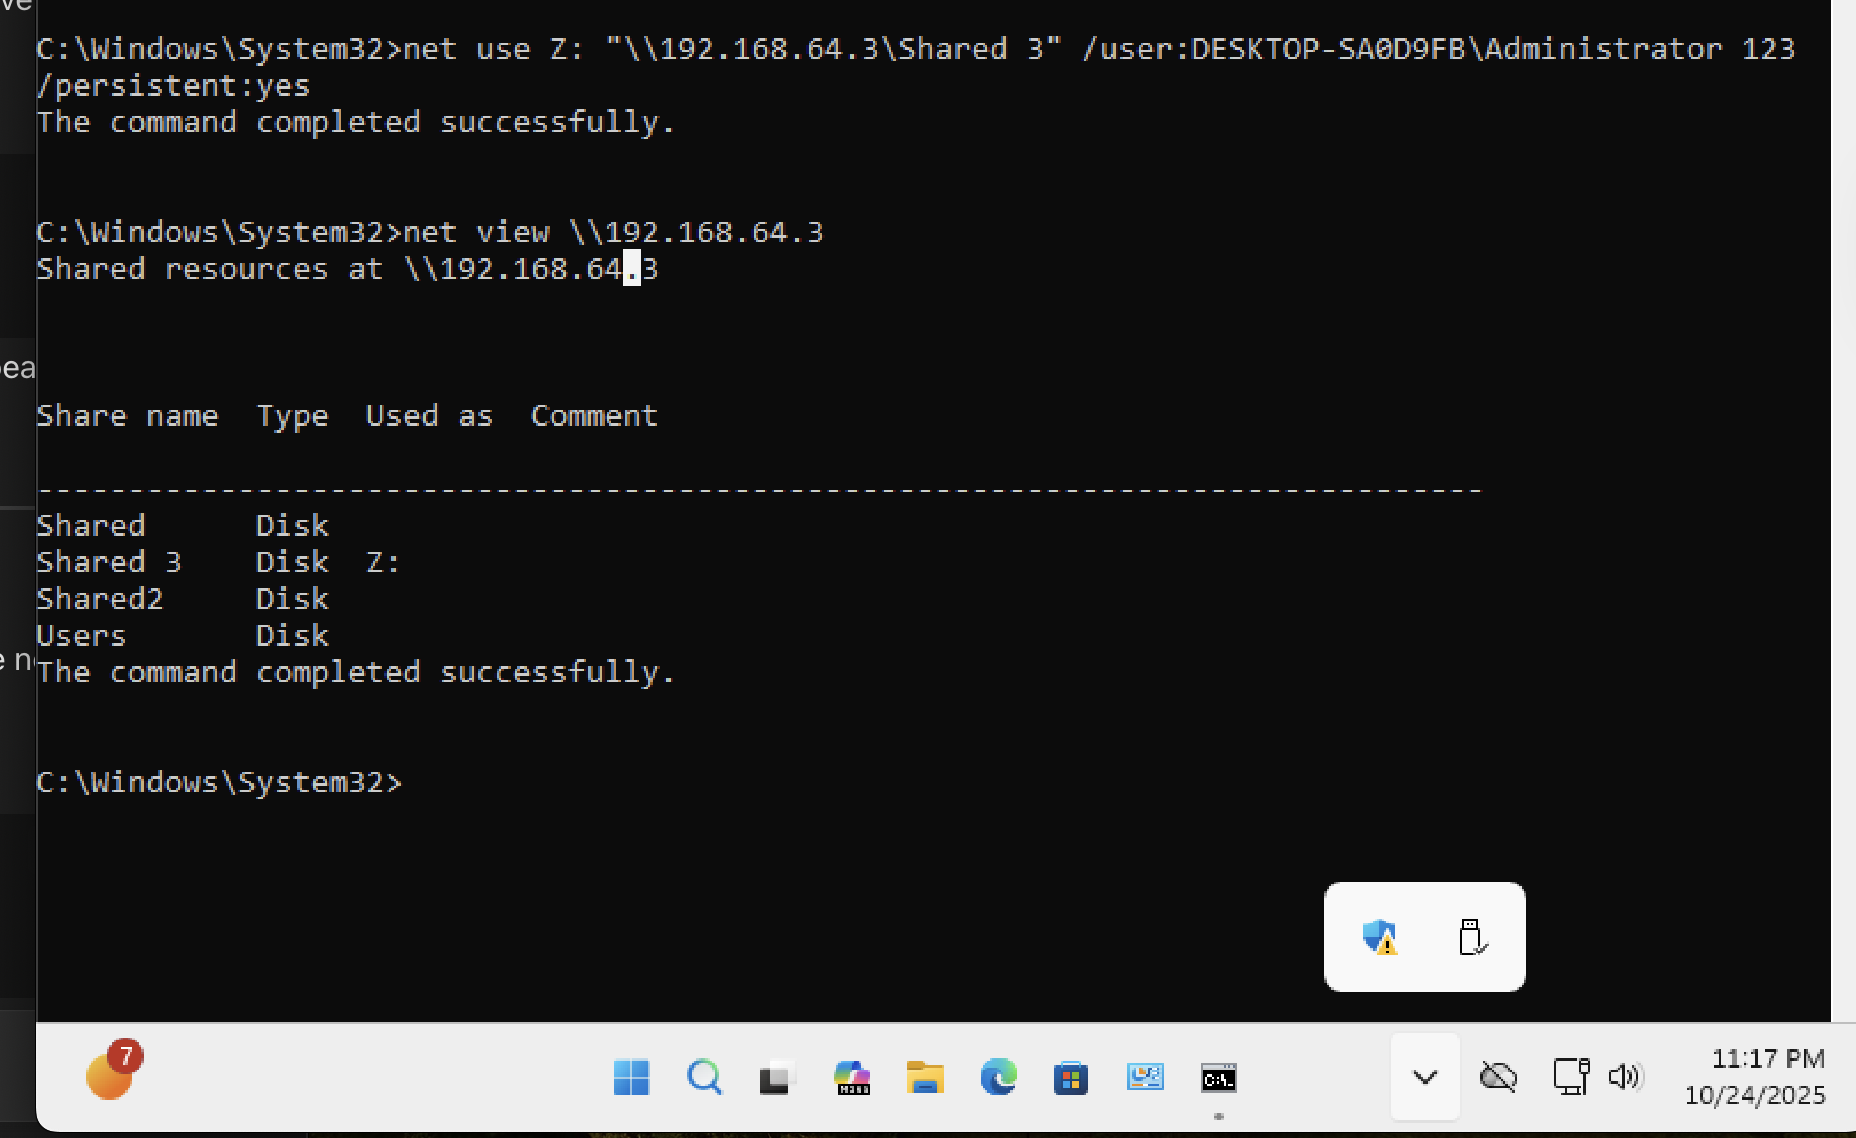 ve
C:\Windows\System32>net use Z: "\\192.168.64.3\Shared 3" /user:DESKTOP-SA0D9FB\Administrator 123
/persistent:yes
The command completed successfully.
C:\Windows\System32>net view \\192.168.64.3
Shared resources at \\192.168.64.3
ea
Share name  Type  Used as  Comment
-------------------------------------------------------------------------------
Shared      Disk
Shared 3    Disk  Z:
Shared2     Disk
Users       Disk
e n
The command completed successfully.
C:\Windows\System32>
7
11:17 PM
10/24/2025